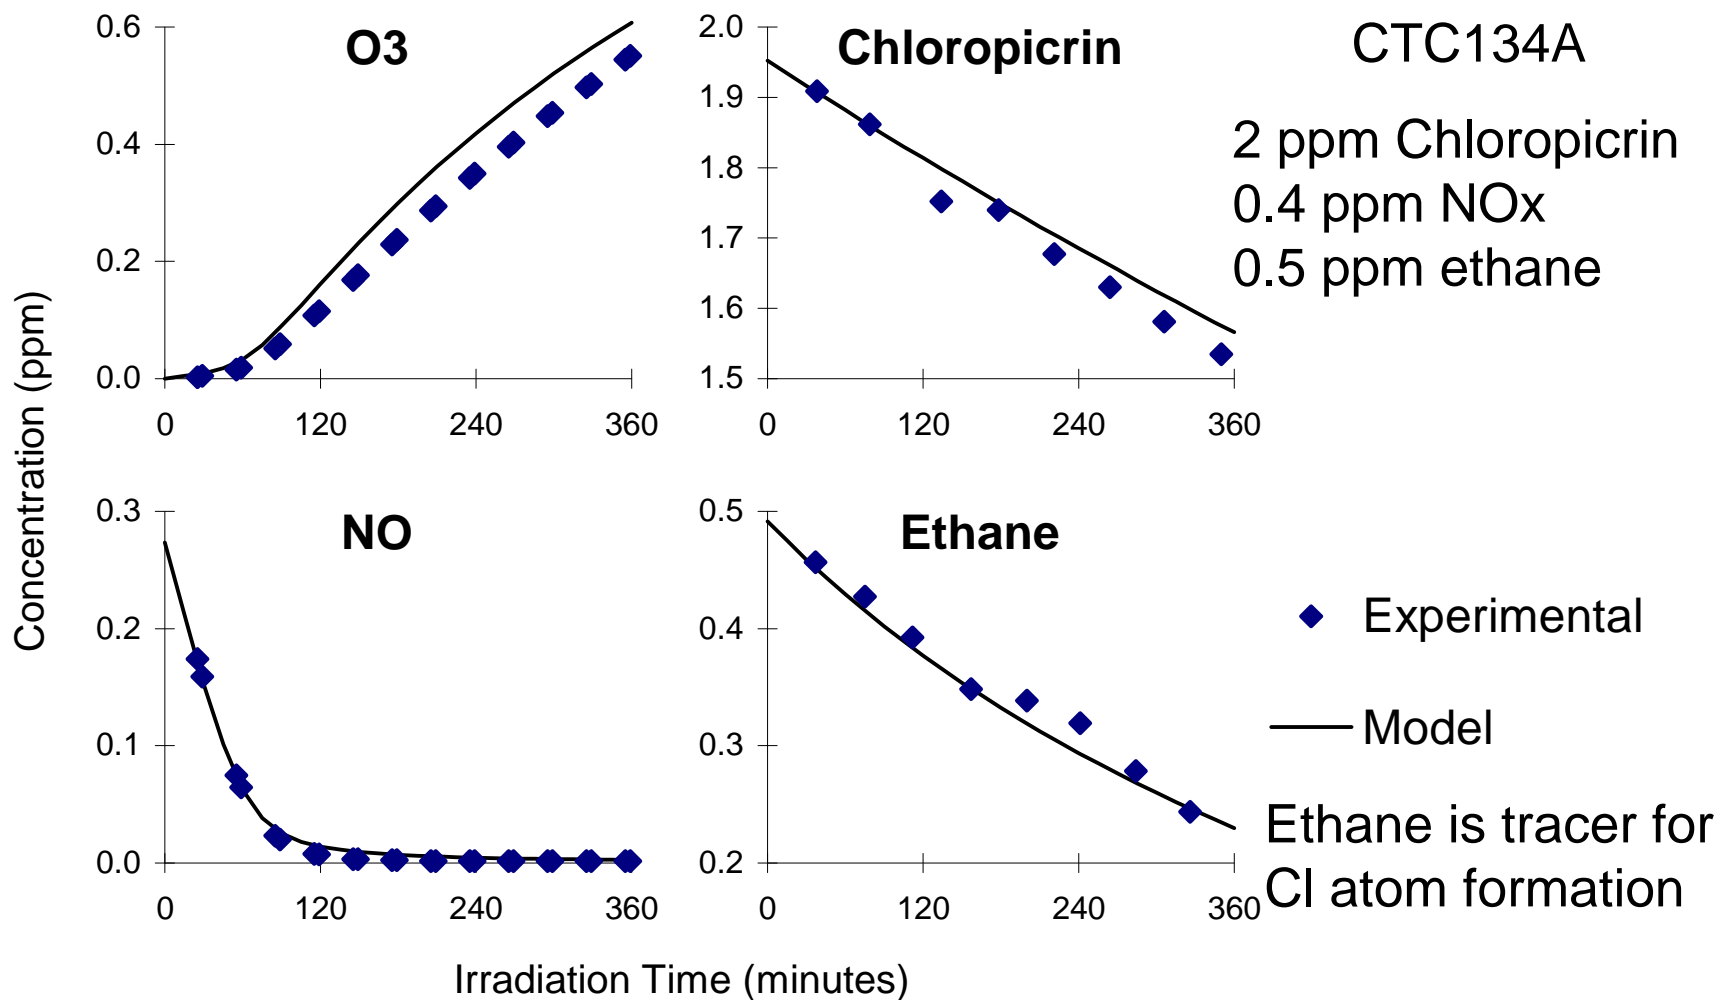 O3
0.6
0.4
0.2
0.0
0
120
240
360
Chloropicrin
2.0
1.9
1.8
1.7
1.6
1.5
0
120
240
360
CTC134A
2 ppm Chloropicrin
0.4 ppm NOx
0.5 ppm ethane
Concentration (ppm)
NO
0.3
0.2
0.1
0.0
0
120
240
360
Ethane
0.5
0.4
0.3
0.2
0
120
240
360
Experimental
Model
Ethane is tracer for
Cl atom formation
Irradiation Time (minutes)